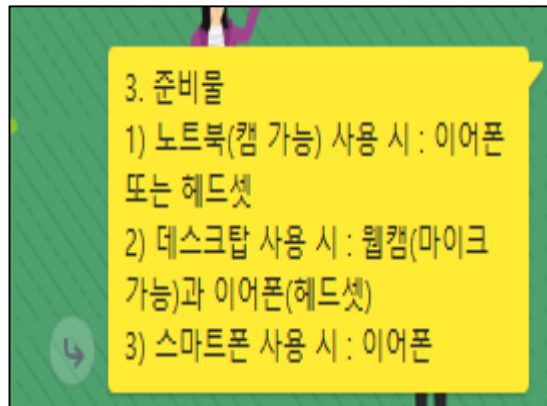 3. 준비물
1) 노트북(캠 가능) 사용 시 : 이어폰
또는 헤드셋
2) 데스크탑 사용 시 : 웹캠(마이크
가능)과 이어폰(헤드셋)
3) 스마트폰 사용 시 : 이어폰